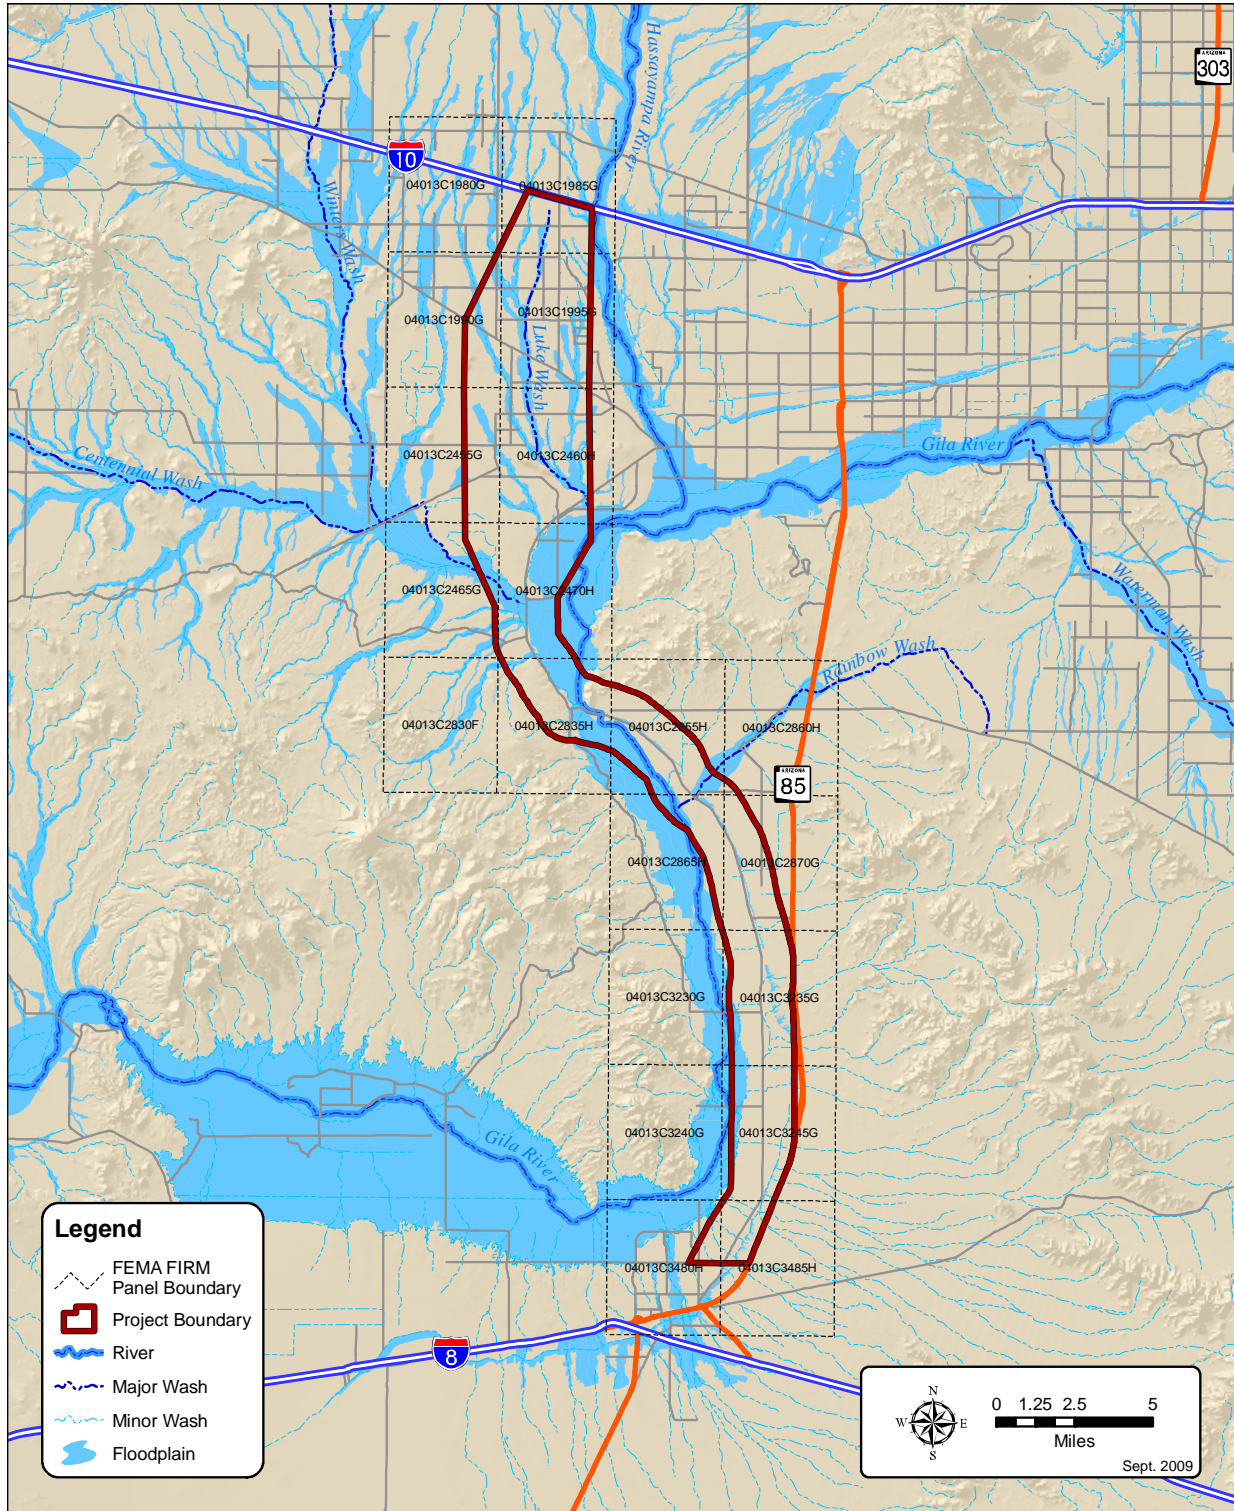 Hassayampa River
ARIZONA
303
10
04013C1980G
04013C1985G
Winters Wash
04013C1990G
04013C1995G
Luke Wash
Gila River
04013C2455G
04013C2460H
Centennial Wash
04013C2465G
04013C2470H
Waterman Wash
Rainbow Wash
04013C2830F
04013C2835H
04013C2855H
04013C2860H
ARIZONA
85
04013C2865H
04013C2870G
04013C3230G
04013C3235G
04013C3240G
04013C3245G
Gila River
04013C3480H
04013C3485H
8
Legend
FEMA FIRM
Panel Boundary
Project Boundary
River
Major Wash
Minor Wash
Floodplain
N
W E
S
0 1.25 2.5 5
Miles
Sept. 2009